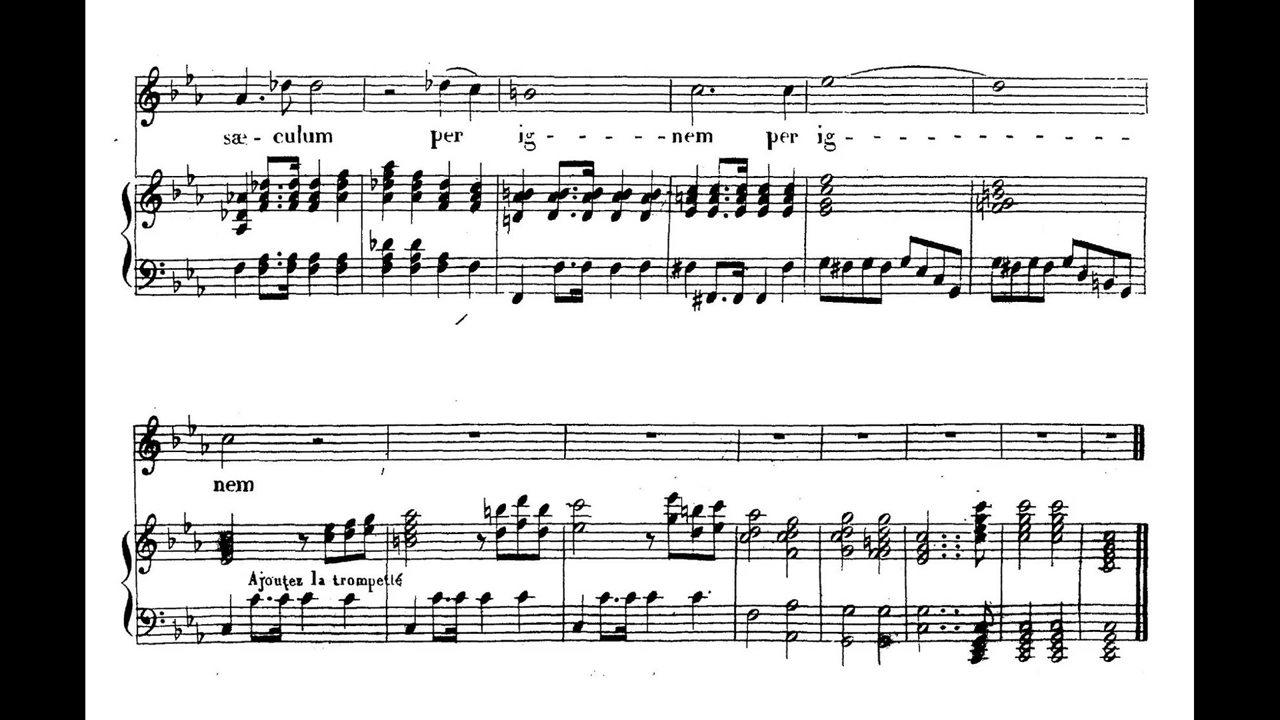 sæ-culum per ig----nem per ig-----------
nem
Ajoutez la trompette